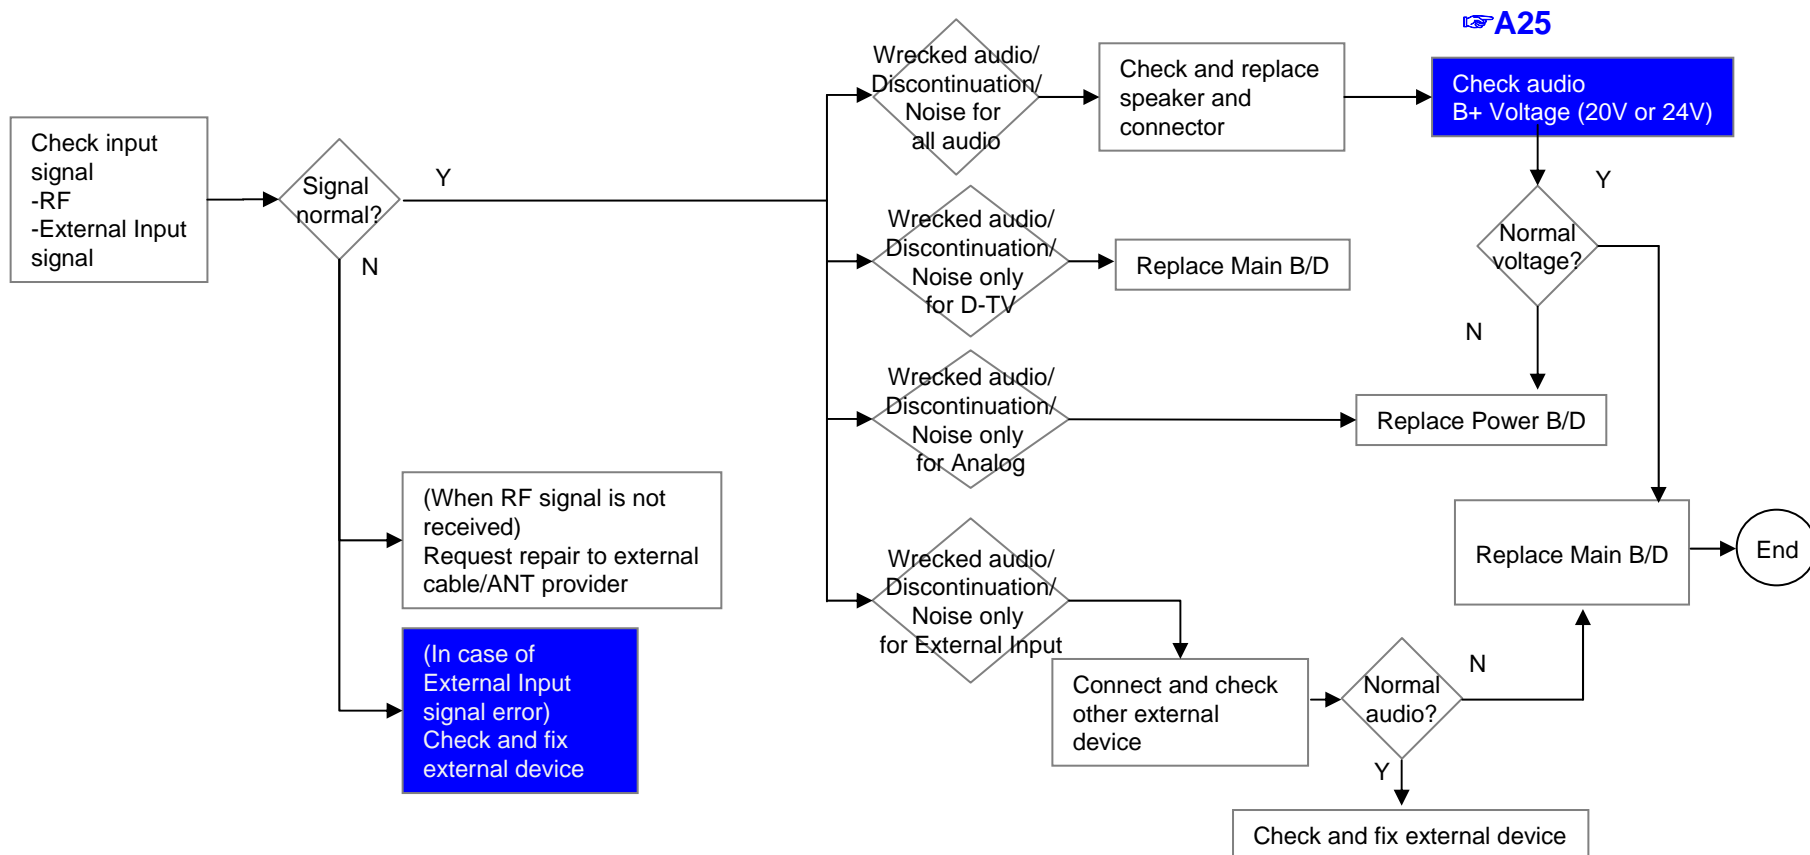 ☞A25
Check input
signal
-RF
-External Input
signal
Signal
normal?
Y
N
(When RF signal is not
received)
Request repair to external
cable/ANT provider
(In case of
External Input
signal error)
Check and fix
external device
Wrecked audio/
Discontinuation/
Noise for
all audio
Check and replace
speaker and
connector
Check audio
B+ Voltage (20V or 24V)
Y
Normal
voltage?
N
Wrecked audio/
Discontinuation/
Noise only
for D-TV
Replace Main B/D
Wrecked audio/
Discontinuation/
Noise only
for Analog
Replace Power B/D
Wrecked audio/
Discontinuation/
Noise only
for External Input
Connect and check
other external
device
Normal
audio?
N
Y
Replace Main B/D
End
Check and fix external device